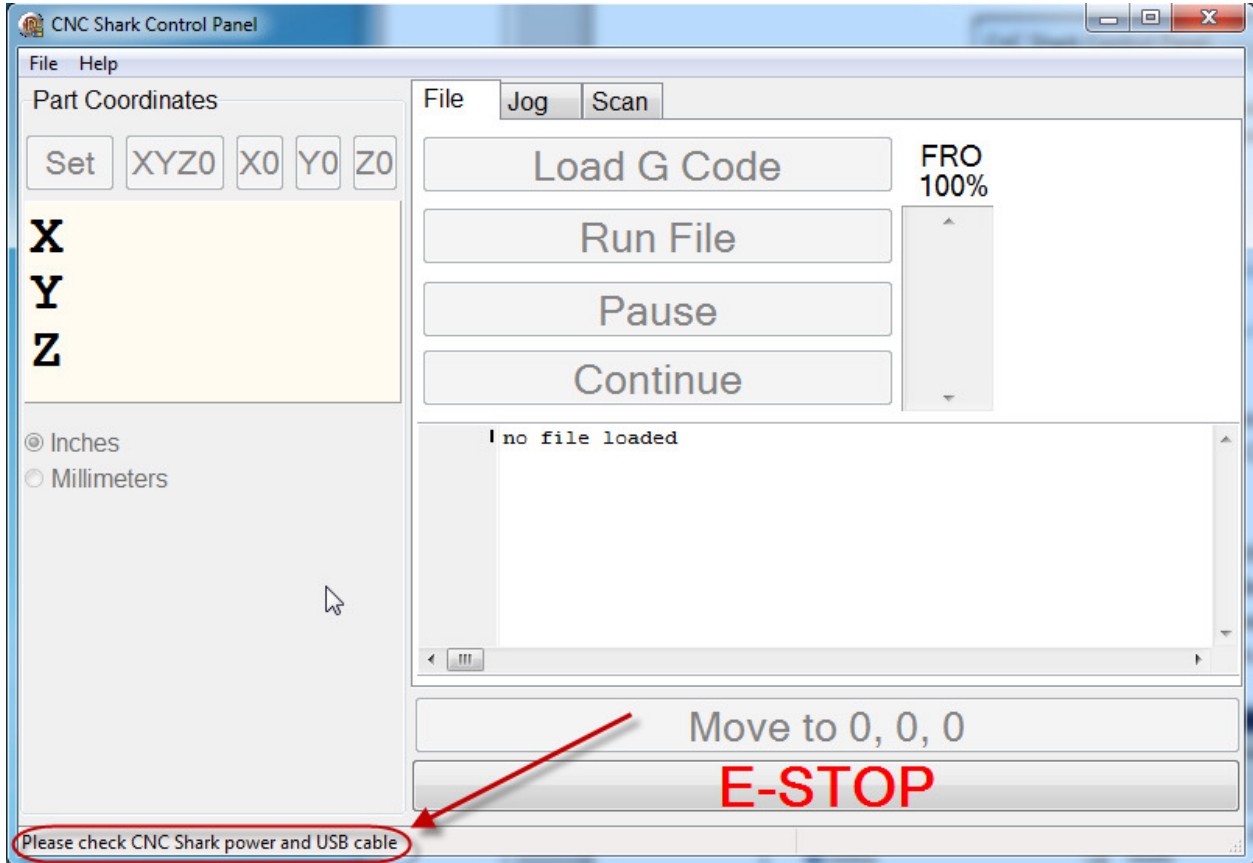 CNC Shark Control Panel
File Help
Part Coordinates
Set XYZ0 X0 Y0 Z0
X
Y
Z
Inches
Millimeters
File Jog Scan
Load G Code
Run File
Pause
Continue
FRO
100%
no file loaded
Move to 0, 0, 0
E-STOP
Please check CNC Shark power and USB cable